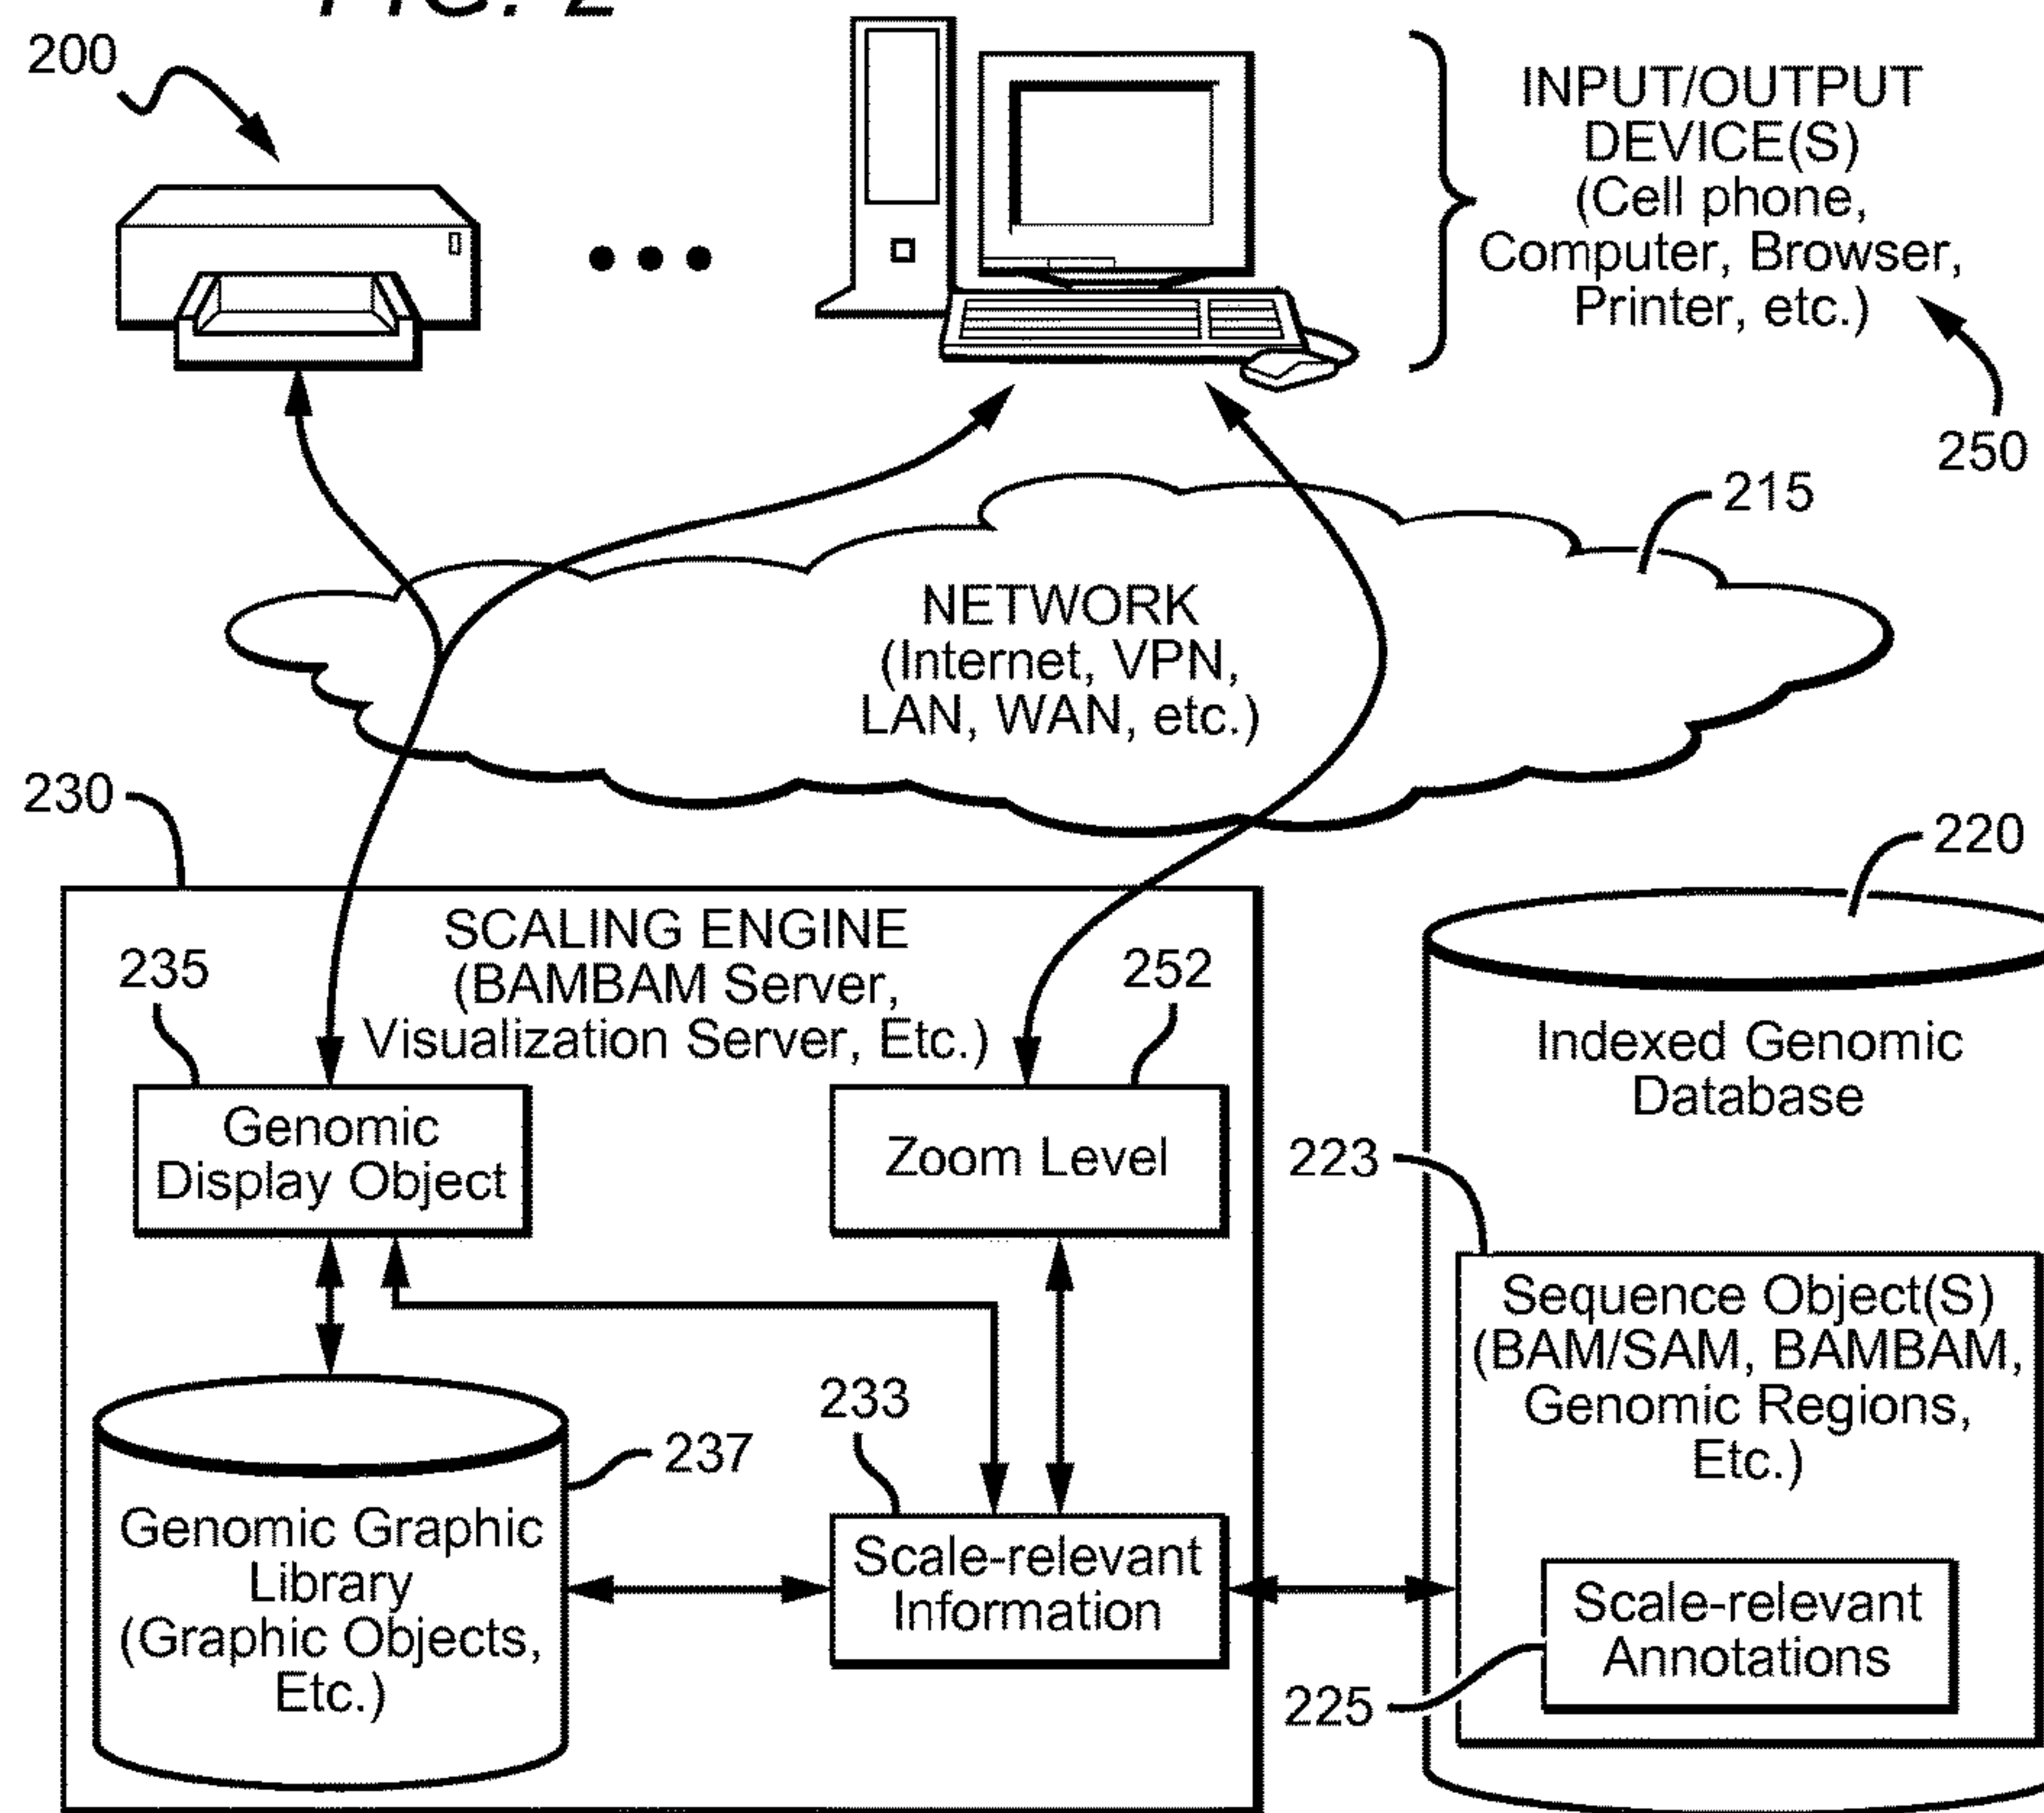 FIG. 2
200
INPUT/OUTPUT
DEVICE(S)
(Cell phone,
Computer, Browser,
Printer, etc.)
250
215
NETWORK
(Internet, VPN,
LAN, WAN, etc.)
230
220
SCALING ENGINE
(BAMBAM Server,
Visualization Server, Etc.)
235
252
Genomic
Display Object
Zoom Level
Indexed Genomic
Database
223
Sequence Object(S)
(BAM/SAM, BAMBAM,
Genomic Regions,
Etc.)
233
237
Genomic Graphic
Library
(Graphic Objects,
Etc.)
Scale-relevant
Information
Scale-relevant
Annotations
225